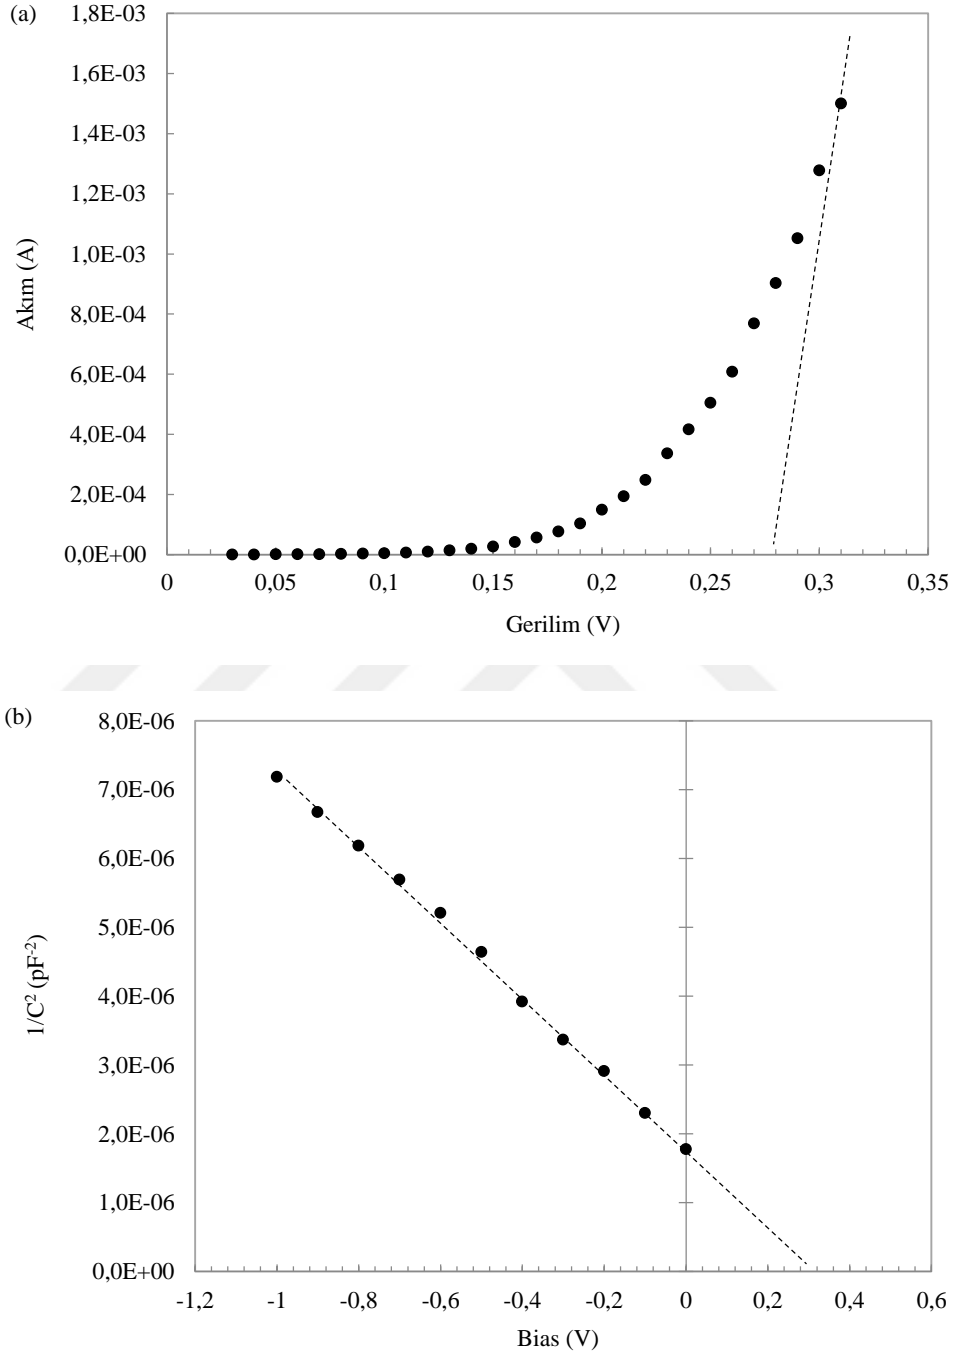 (a)
1,8E-03
1,6E-03
1,4E-03
1,2E-03
1,0E-03
8,0E-04
6,0E-04
4,0E-04
2,0E-04
0,0E+00
Akım (A)
0 0,05 0,1 0,15 0,2 0,25 0,3 0,35
Gerilim (V)
(b)
8,0E-06
7,0E-06
6,0E-06
5,0E-06
4,0E-06
3,0E-06
2,0E-06
1,0E-06
0,0E+00
1/C² (pF⁻²)
-1,2 -1 -0,8 -0,6 -0,4 -0,2 0 0,2 0,4 0,6
Bias (V)